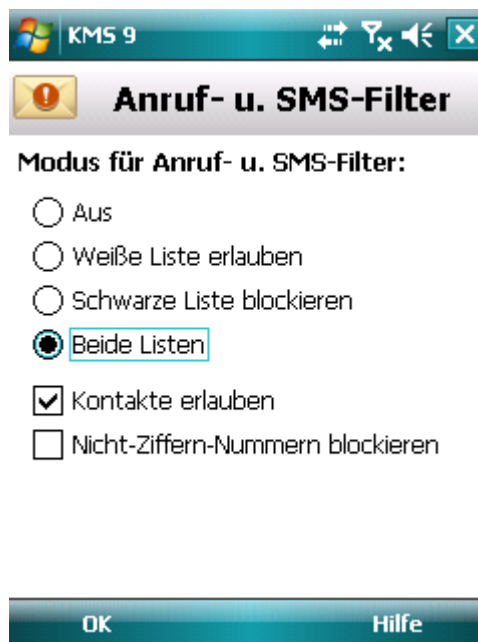 KMS 9
Anruf- u. SMS-Filter
Modus für Anruf- u. SMS-Filter:
Aus
Weiße Liste erlauben
Schwarze Liste blockieren
Beide Listen
Kontakte erlauben
Nicht-Ziffern-Nummern blockieren
OK Hilfe